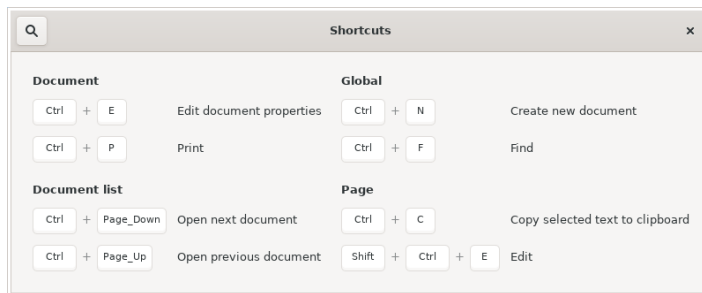 Shortcuts
Document
Ctrl + E Edit document properties
Ctrl + P Print
Document list
Ctrl + Page_Down Open next document
Ctrl + Page_Up Open previous document
Global
Ctrl + N Create new document
Ctrl + F Find
Page
Ctrl + C Copy selected text to clipboard
Shift + Ctrl + E Edit